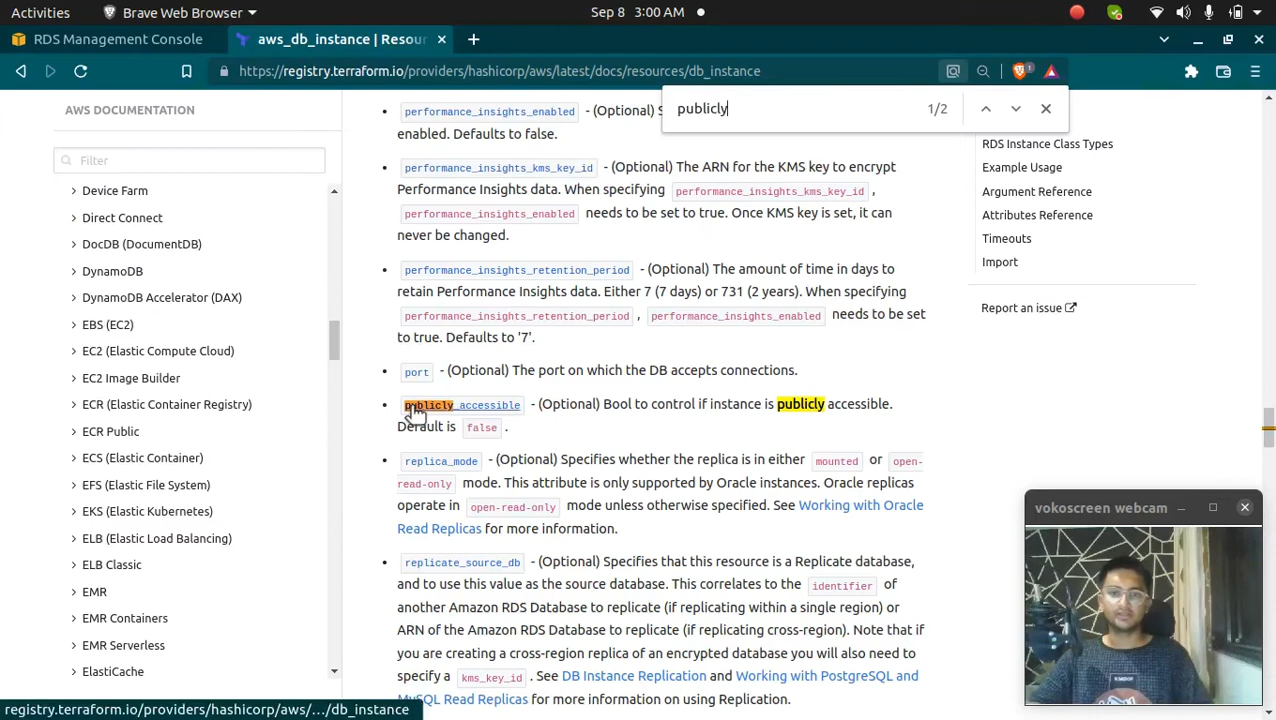 Activities Brave Web Browser Sep 8 3:00 AM
RDS Management Console aws_db_instance | Resour
https://registry.terraform.io/providers/hashicorp/aws/latest/docs/resources/db_instance 1
publicly 1/2
AWS DOCUMENTATION
Filter
Device Farm
Direct Connect
DocDB (DocumentDB)
DynamoDB
DynamoDB Accelerator (DAX)
EBS (EC2)
EC2 (Elastic Compute Cloud)
EC2 Image Builder
ECR (Elastic Container Registry)
ECR Public
ECS (Elastic Container)
EFS (Elastic File System)
EKS (Elastic Kubernetes)
ELB (Elastic Load Balancing)
ELB Classic
EMR
EMR Containers
EMR Serverless
ElastiCache
performance_insights_enabled - (Optional) S
enabled. Defaults to false.
performance_insights_kms_key_id - (Optional) The ARN for the KMS key to encrypt
Performance Insights data. When specifying performance_insights_kms_key_id ,
performance_insights_enabled needs to be set to true. Once KMS key is set, it can
never be changed.
performance_insights_retention_period - (Optional) The amount of time in days to
retain Performance Insights data. Either 7 (7 days) or 731 (2 years). When specifying
performance_insights_retention_period , performance_insights_enabled needs to be set
to true. Defaults to '7'.
port - (Optional) The port on which the DB accepts connections.
publicly_accessible - (Optional) Bool to control if instance is publicly accessible.
Default is false .
replica_mode - (Optional) Specifies whether the replica is in either mounted or open-
read-only mode. This attribute is only supported by Oracle instances. Oracle replicas
operate in open-read-only mode unless otherwise specified. See Working with Oracle
Read Replicas for more information.
replicate_source_db - (Optional) Specifies that this resource is a Replicate database,
and to use this value as the source database. This correlates to the identifier of
another Amazon RDS Database to replicate (if replicating within a single region) or
ARN of the Amazon RDS Database to replicate (if replicating cross-region). Note that if
you are creating a cross-region replica of an encrypted database you will also need to
specify a kms_key_id . See DB Instance Replication and Working with PostgreSQL and
MySQL Read Replicas for more information on using Replication.
RDS Instance Class Types
Example Usage
Argument Reference
Attributes Reference
Timeouts
Import
Report an issue
vokoscreen webcam
registry.terraform.io/providers/hashicorp/aws/.../db_instance